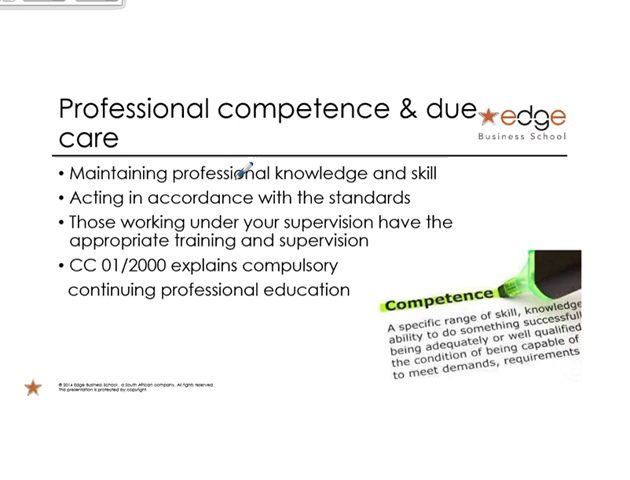 Professional competence & due
care
edge
Business School
• Maintaining professional knowledge and skill
• Acting in accordance with the standards
• Those working under your supervision have the
appropriate training and supervision
• CC 01/2000 explains compulsory
continuing professional education
Competence
A specific range of skill, knowledge
ability to do something successfull
being adequately or well qualified
the condition of being capable of
to meet demands, requirements
© 2014 Edge Business School, a South African company. All rights reserved.
This presentation is protected by copyright.